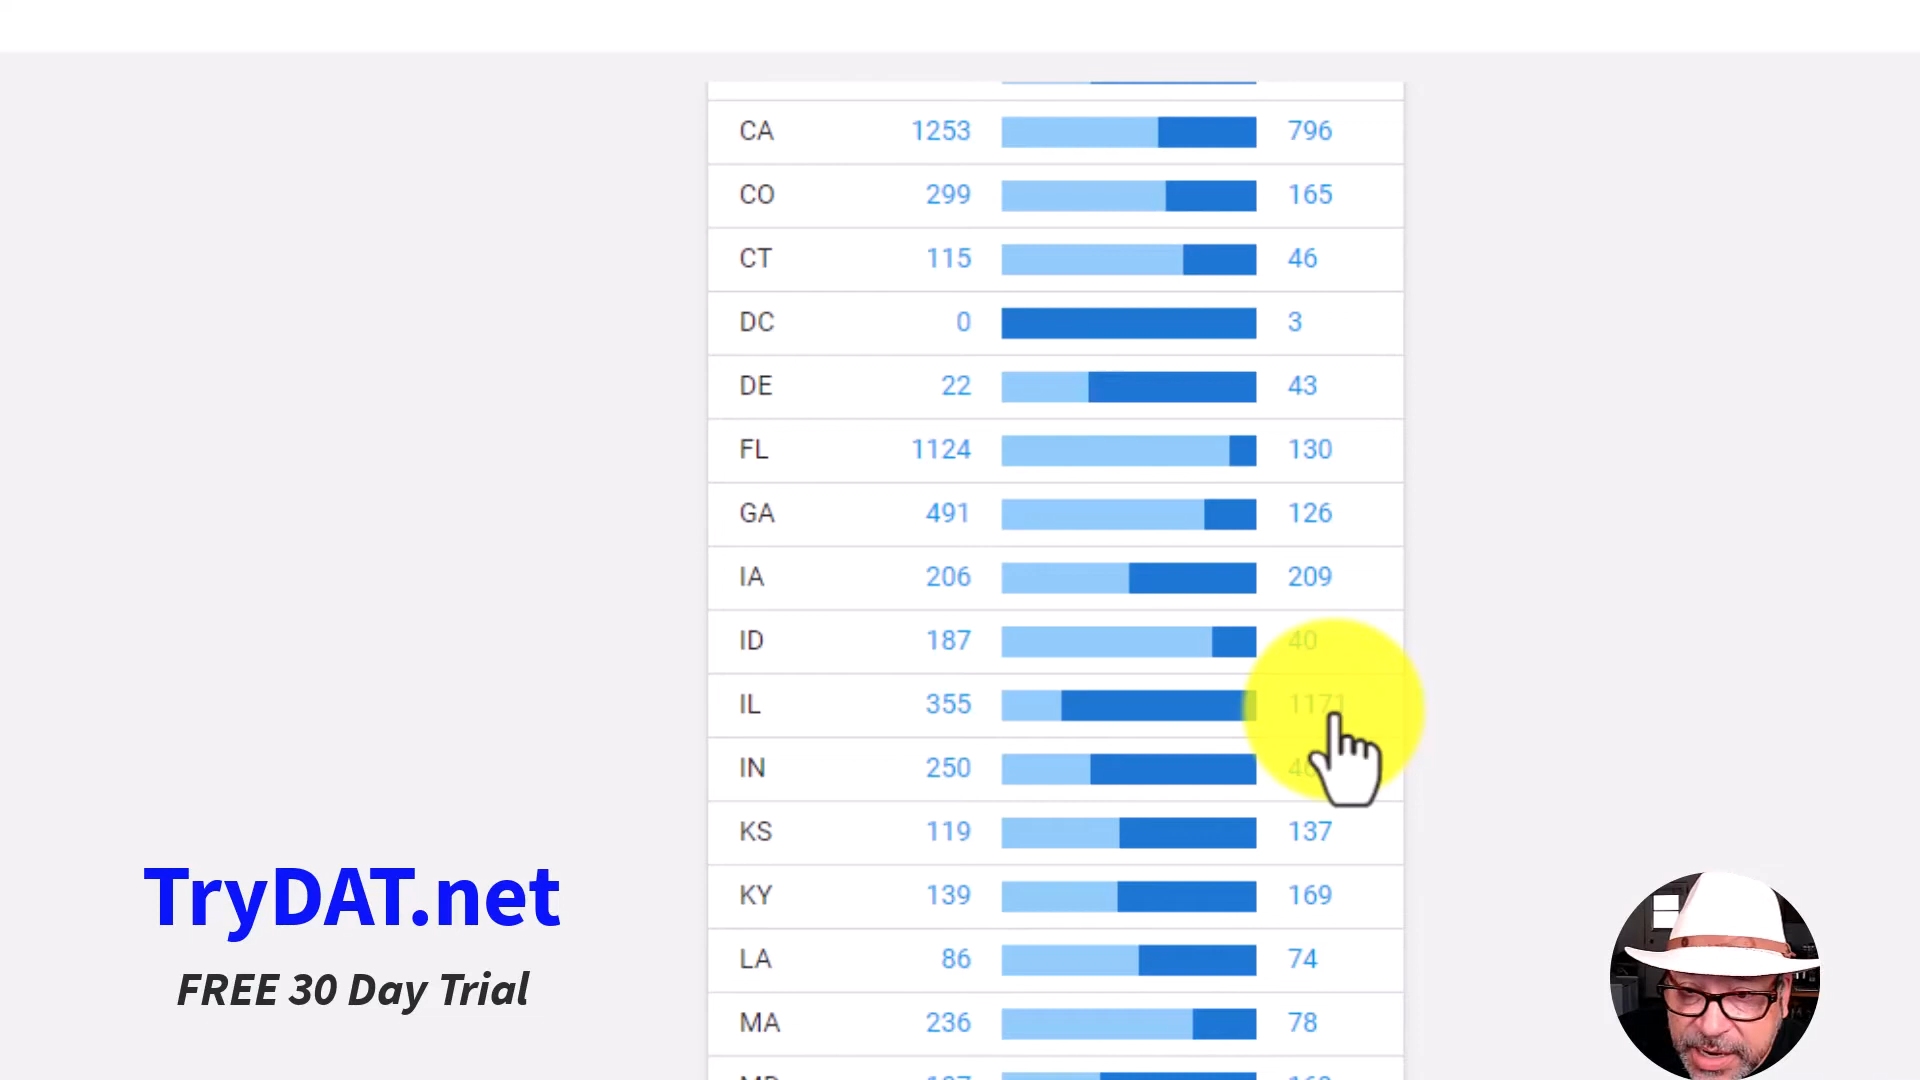 CA 1253 796
CO 299 165
CT 115 46
DC 0 3
DE 22 43
FL 1124 130
GA 491 126
IA 206 209
ID 187 40
IL 355 1171
IN 250
KS 119 137
KY 139 169
LA 86 74
MA 236 78
TryDAT.net
FREE 30 Day Trial